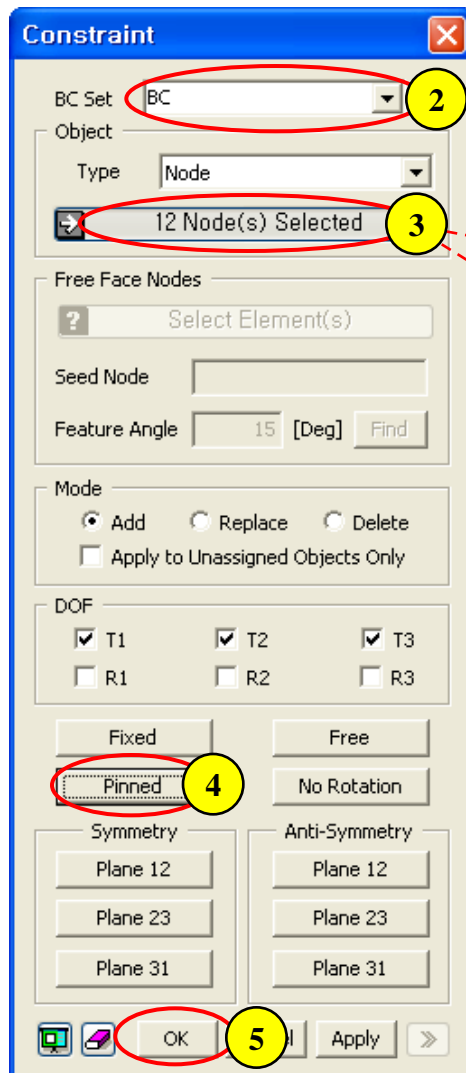 Constraint
BC Set BC 2
Object
Type Node
12 Node(s) Selected 3
Free Face Nodes
? Select Element(s)
Seed Node
Feature Angle 15 [Deg] Find
Mode
Add Replace Delete
Apply to Unassigned Objects Only
DOF
T1 T2 T3
R1 R2 R3
Fixed Free
Pinned 4 No Rotation
Symmetry Anti-Symmetry
Plane 12 Plane 12
Plane 23 Plane 23
Plane 31 Plane 31
OK 5 Apply